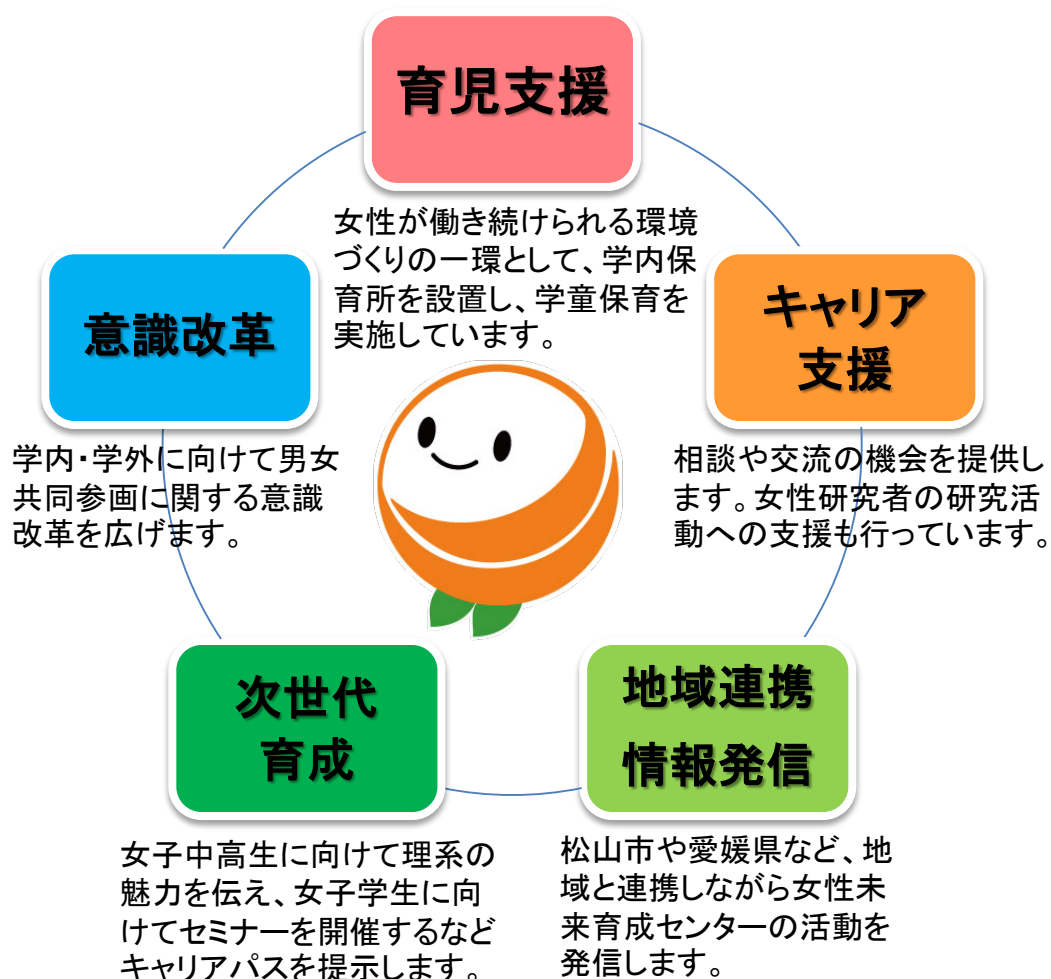 育児支援
女性が働き続けられる環境
づくりの一環として、学内保
育所を設置し、学童保育を
実施しています。
意識改革
学内・学外に向けて男女
共同参画に関する意識
改革を広げます。
キャリア
支援
相談や交流の機会を提供し
ます。女性研究者の研究活
動への支援も行っています。
次世代
育成
女子中高生に向けて理系の
魅力を伝え、女子学生に向
けてセミナーを開催するなど
キャリアパスを提示します。
地域連携
情報発信
松山市や愛媛県など、地
域と連携しながら女性未
来育成センターの活動を
発信します。